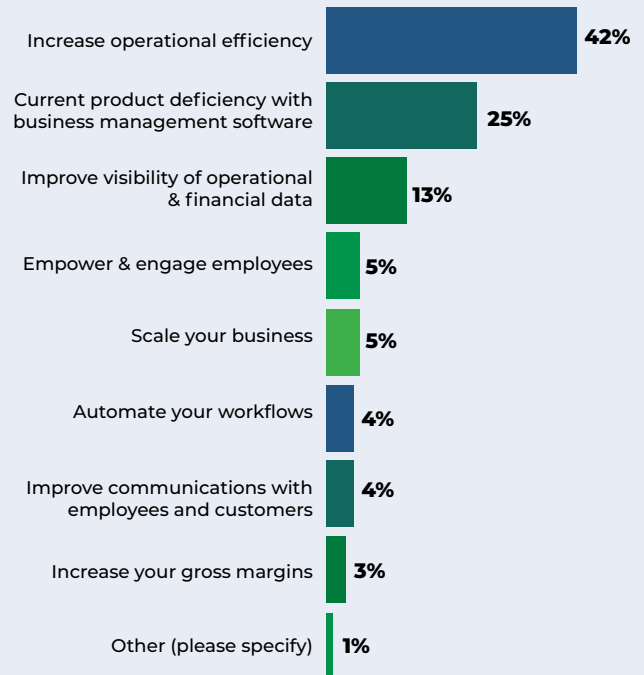 Increase operational efficiency
42%
Current product deficiency with
business management software
25%
Improve visibility of operational
& financial data
13%
Empower & engage employees
5%
Scale your business
5%
Automate your workflows
4%
Improve communications with
employees and customers
4%
Increase your gross margins
3%
Other (please specify)
1%